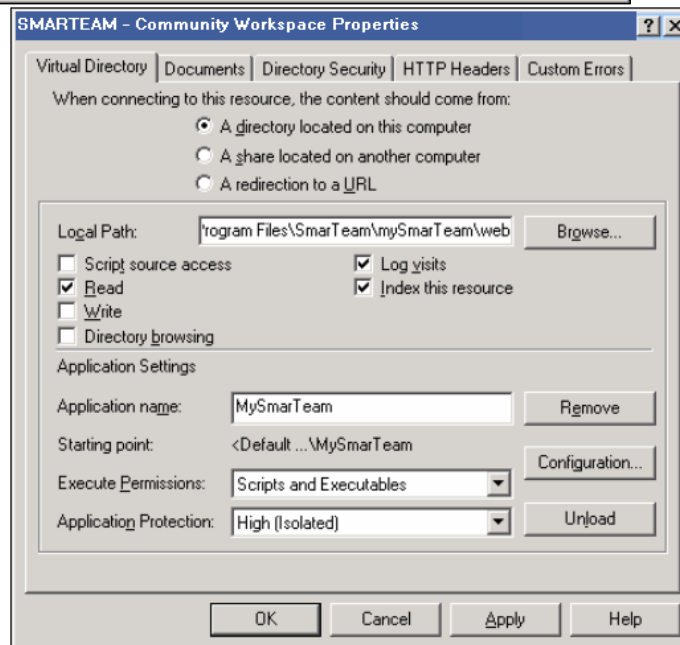 SMARTEAM - Community Workspace Properties
Virtual Directory Documents Directory Security HTTP Headers Custom Errors
When connecting to this resource, the content should come from:
A directory located on this computer
A share located on another computer
A redirection to a URL
Local Path: rogram Files\SmarTeam\mySmarTeam\web Browse...
Script source access Log visits
Read Index this resource
Write
Directory browsing
Application Settings
Application name: MySmarTeam Remove
Starting point: <Default ...\MySmarTeam
Configuration...
Execute Permissions: Scripts and Executables
Application Protection: High (Isolated) Unload
OK Cancel Apply Help